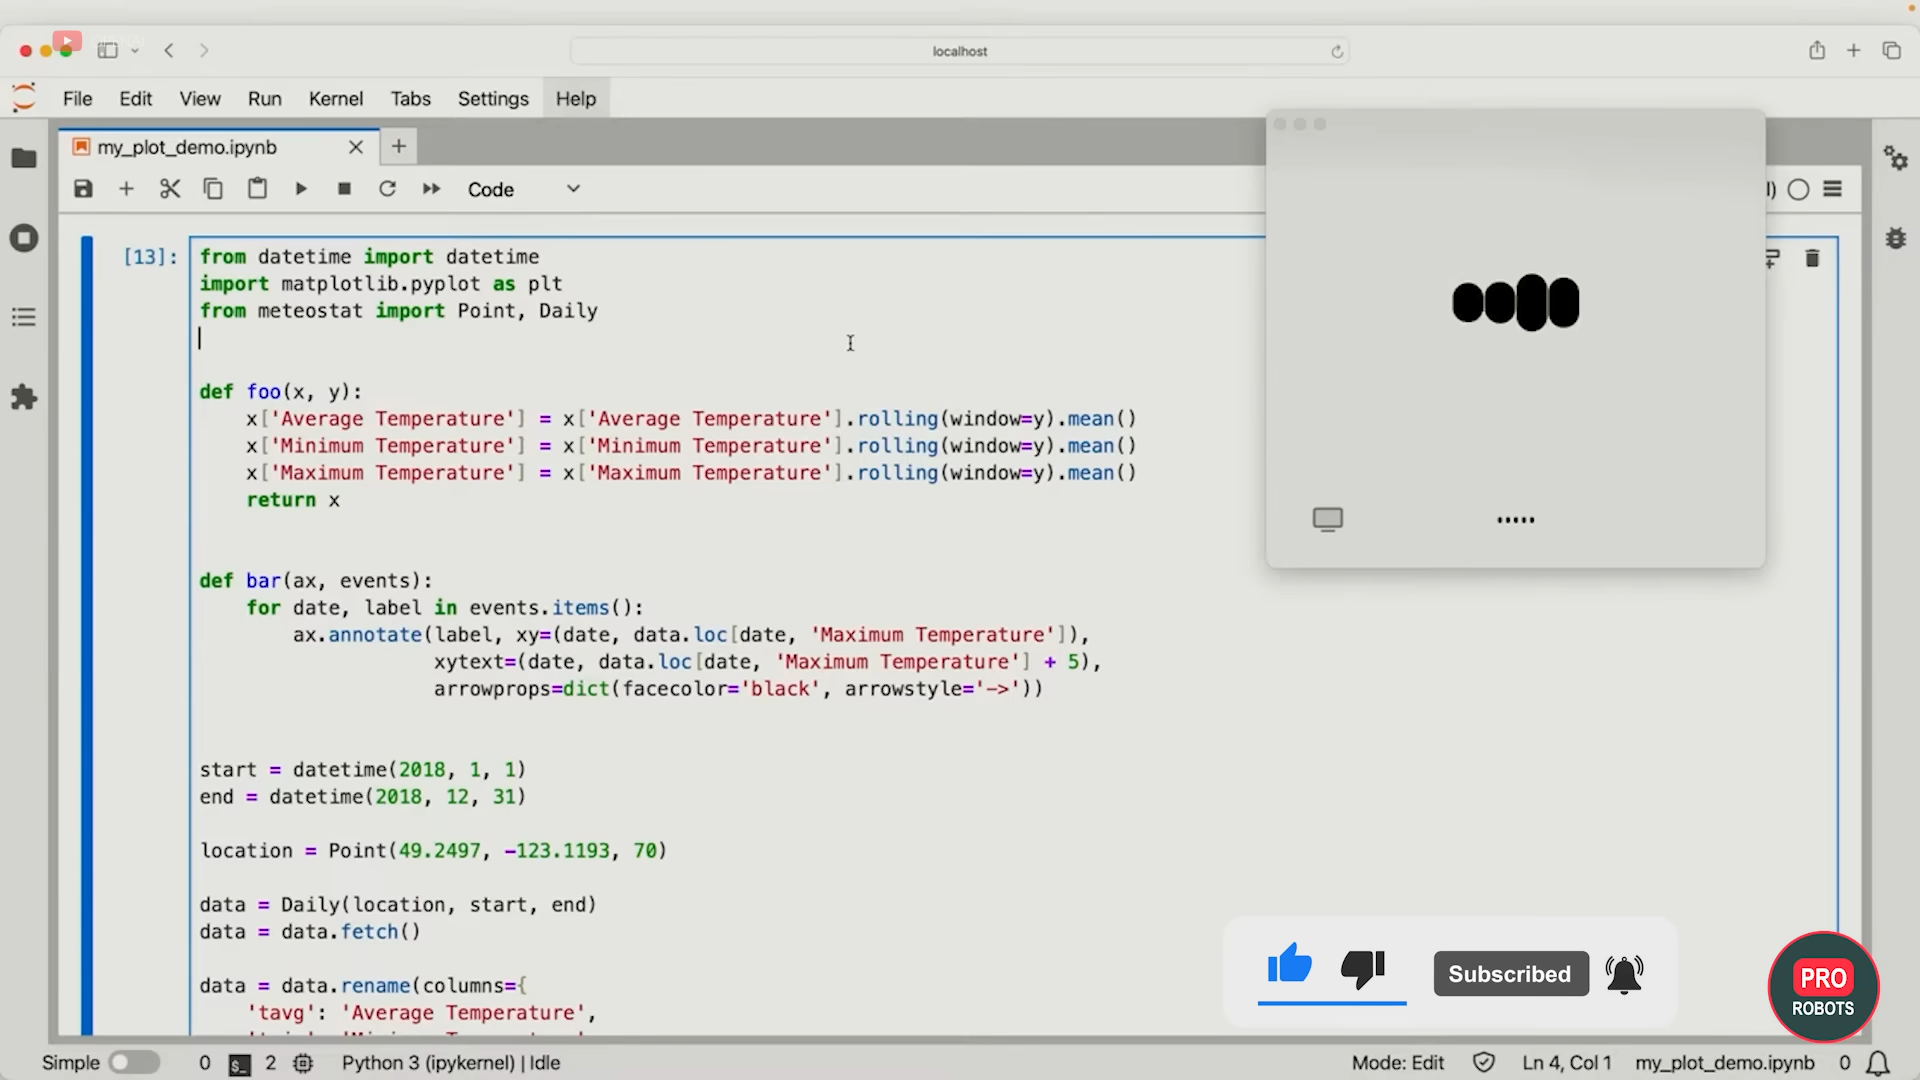 localhost
File Edit View Run Kernel Tabs Settings Help
my_plot_demo.ipynb
Code
[13]:
from datetime import datetime
import matplotlib.pyplot as plt
from meteostat import Point, Daily
def foo(x, y):
x['Average Temperature'] = x['Average Temperature'].rolling(window=y).mean()
x['Minimum Temperature'] = x['Minimum Temperature'].rolling(window=y).mean()
x['Maximum Temperature'] = x['Maximum Temperature'].rolling(window=y).mean()
return x
def bar(ax, events):
for date, label in events.items():
ax.annotate(label, xy=(date, data.loc[date, 'Maximum Temperature']),
xytext=(date, data.loc[date, 'Maximum Temperature'] + 5),
arrowprops=dict(facecolor='black', arrowstyle='->'))
start = datetime(2018, 1, 1)
end = datetime(2018, 12, 31)
location = Point(49.2497, -123.1193, 70)
data = Daily(location, start, end)
data = data.fetch()
data = data.rename(columns={
'tavg': 'Average Temperature',
Subscribed
PRO
ROBOTS
Simple 0 2 Python 3 (ipykernel) | Idle Mode: Edit Ln 4, Col 1 my_plot_demo.ipynb 0